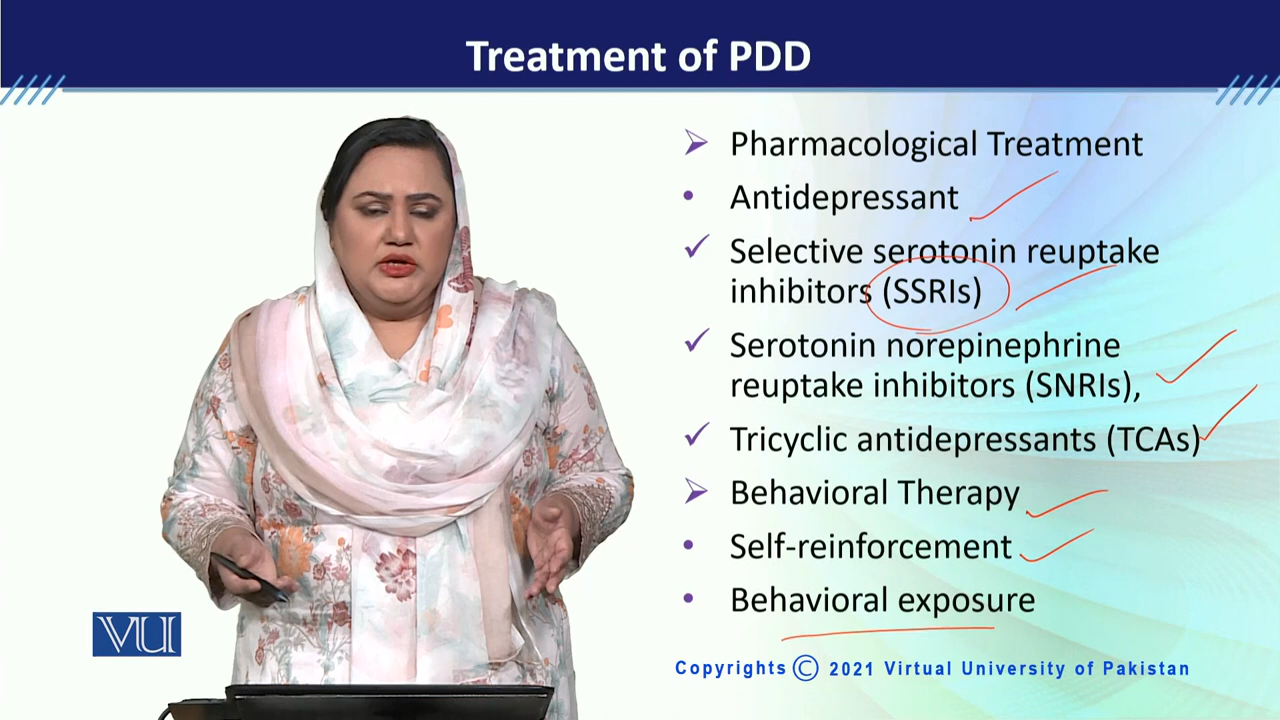 Treatment of PDD
Pharmacological Treatment
Antidepressant
Selective serotonin reuptake
inhibitors (SSRIs)
Serotonin norepinephrine
reuptake inhibitors (SNRIs),
Tricyclic antidepressants (TCAs)
Behavioral Therapy
Self-reinforcement
Behavioral exposure
VU
Copyrights © 2021 Virtual University of Pakistan